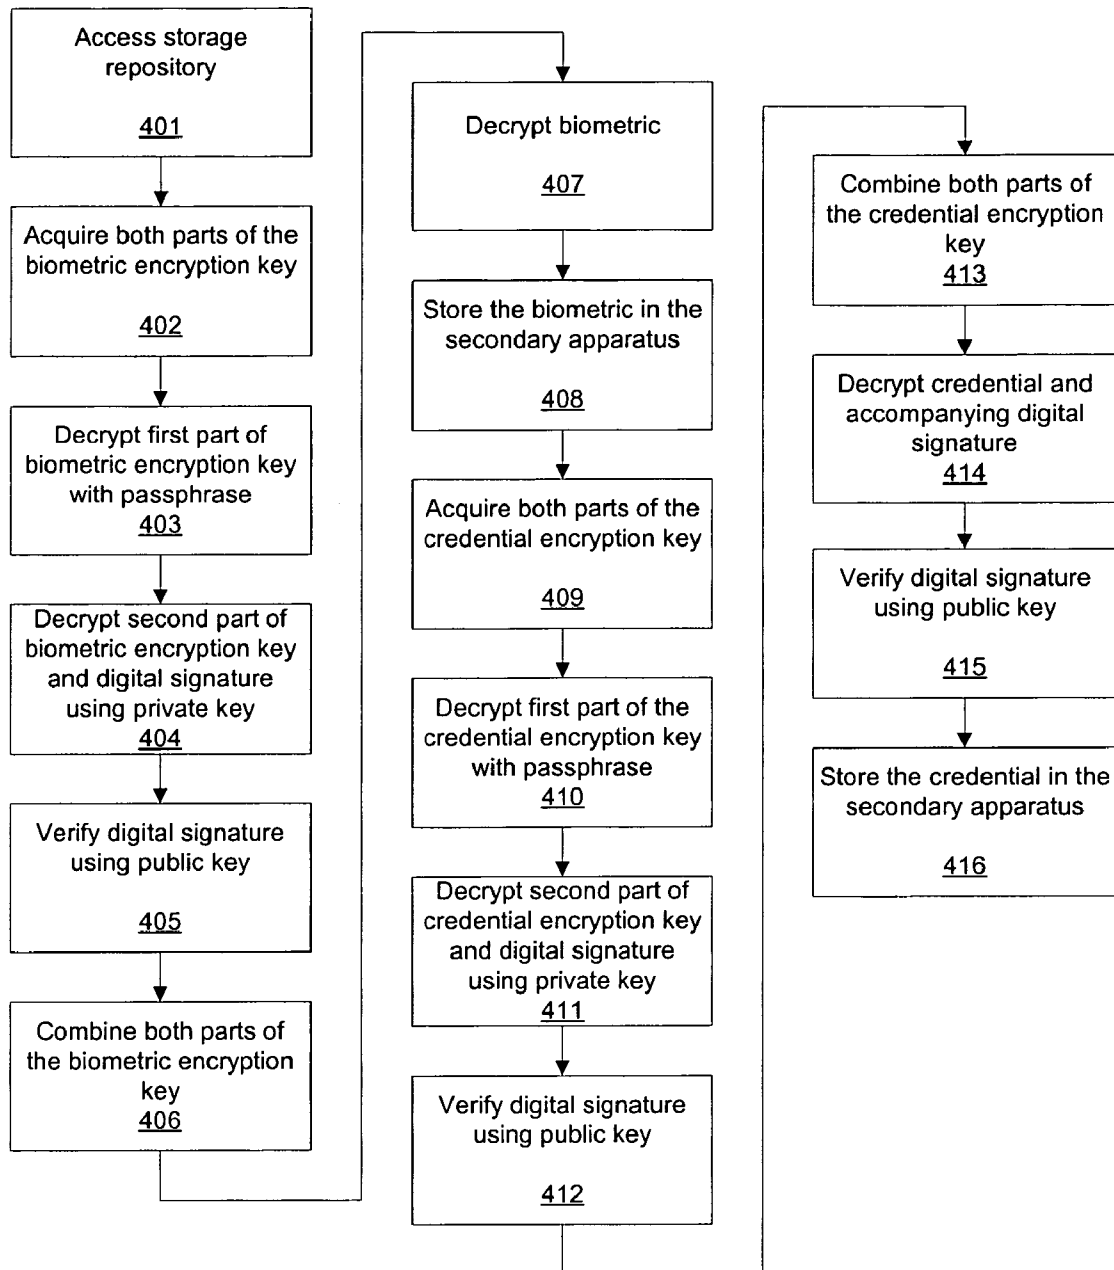 Access storage
repository
401
Acquire both parts of the
biometric encryption key
402
Decrypt first part of
biometric encryption key
with passphrase
403
Decrypt second part of
biometric encryption key
and digital signature
using private key
404
Verify digital signature
using public key
405
Combine both parts of
the biometric encryption
key
406
Decrypt biometric
407
Store the biometric in the
secondary apparatus
408
Acquire both parts of the
credential encryption key
409
Decrypt first part of the
credential encryption key
with passphrase
410
Decrypt second part of
credential encryption key
and digital signature
using private key
411
Verify digital signature
using public key
412
Combine both parts of
the credential encryption
key
413
Decrypt credential and
accompanying digital
signature
414
Verify digital signature
using public key
415
Store the credential in the
secondary apparatus
416